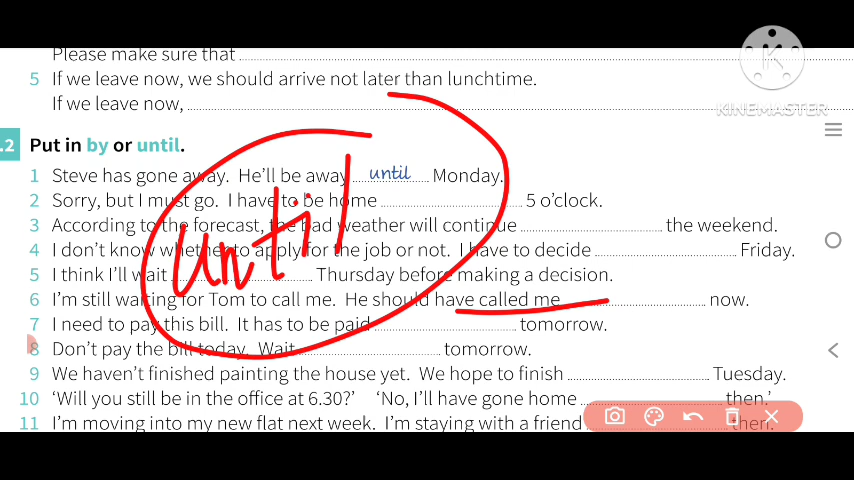 Please make sure that
5 If we leave now, we should arrive not later than lunchtime.
If we leave now,
KINEMASTER
.2 Put in by or until.
1 Steve has gone away. He'll be away until Monday.
2 Sorry, but I must go. I have to be home 5 o'clock.
3 According to the forecast, the bad weather will continue the weekend.
4 I don't know whether to apply for the job or not. I have to decide Friday.
5 I think I'll wait Thursday before making a decision.
6 I'm still waiting for Tom to call me. He should have called me now.
7 I need to pay this bill. It has to be paid tomorrow.
8 Don't pay the bill today. Wait tomorrow.
9 We haven't finished painting the house yet. We hope to finish Tuesday.
10 'Will you still be in the office at 6.30?' 'No, I'll have gone home then.'
11 I'm moving into my new flat next week. I'm staying with a friend then.
until